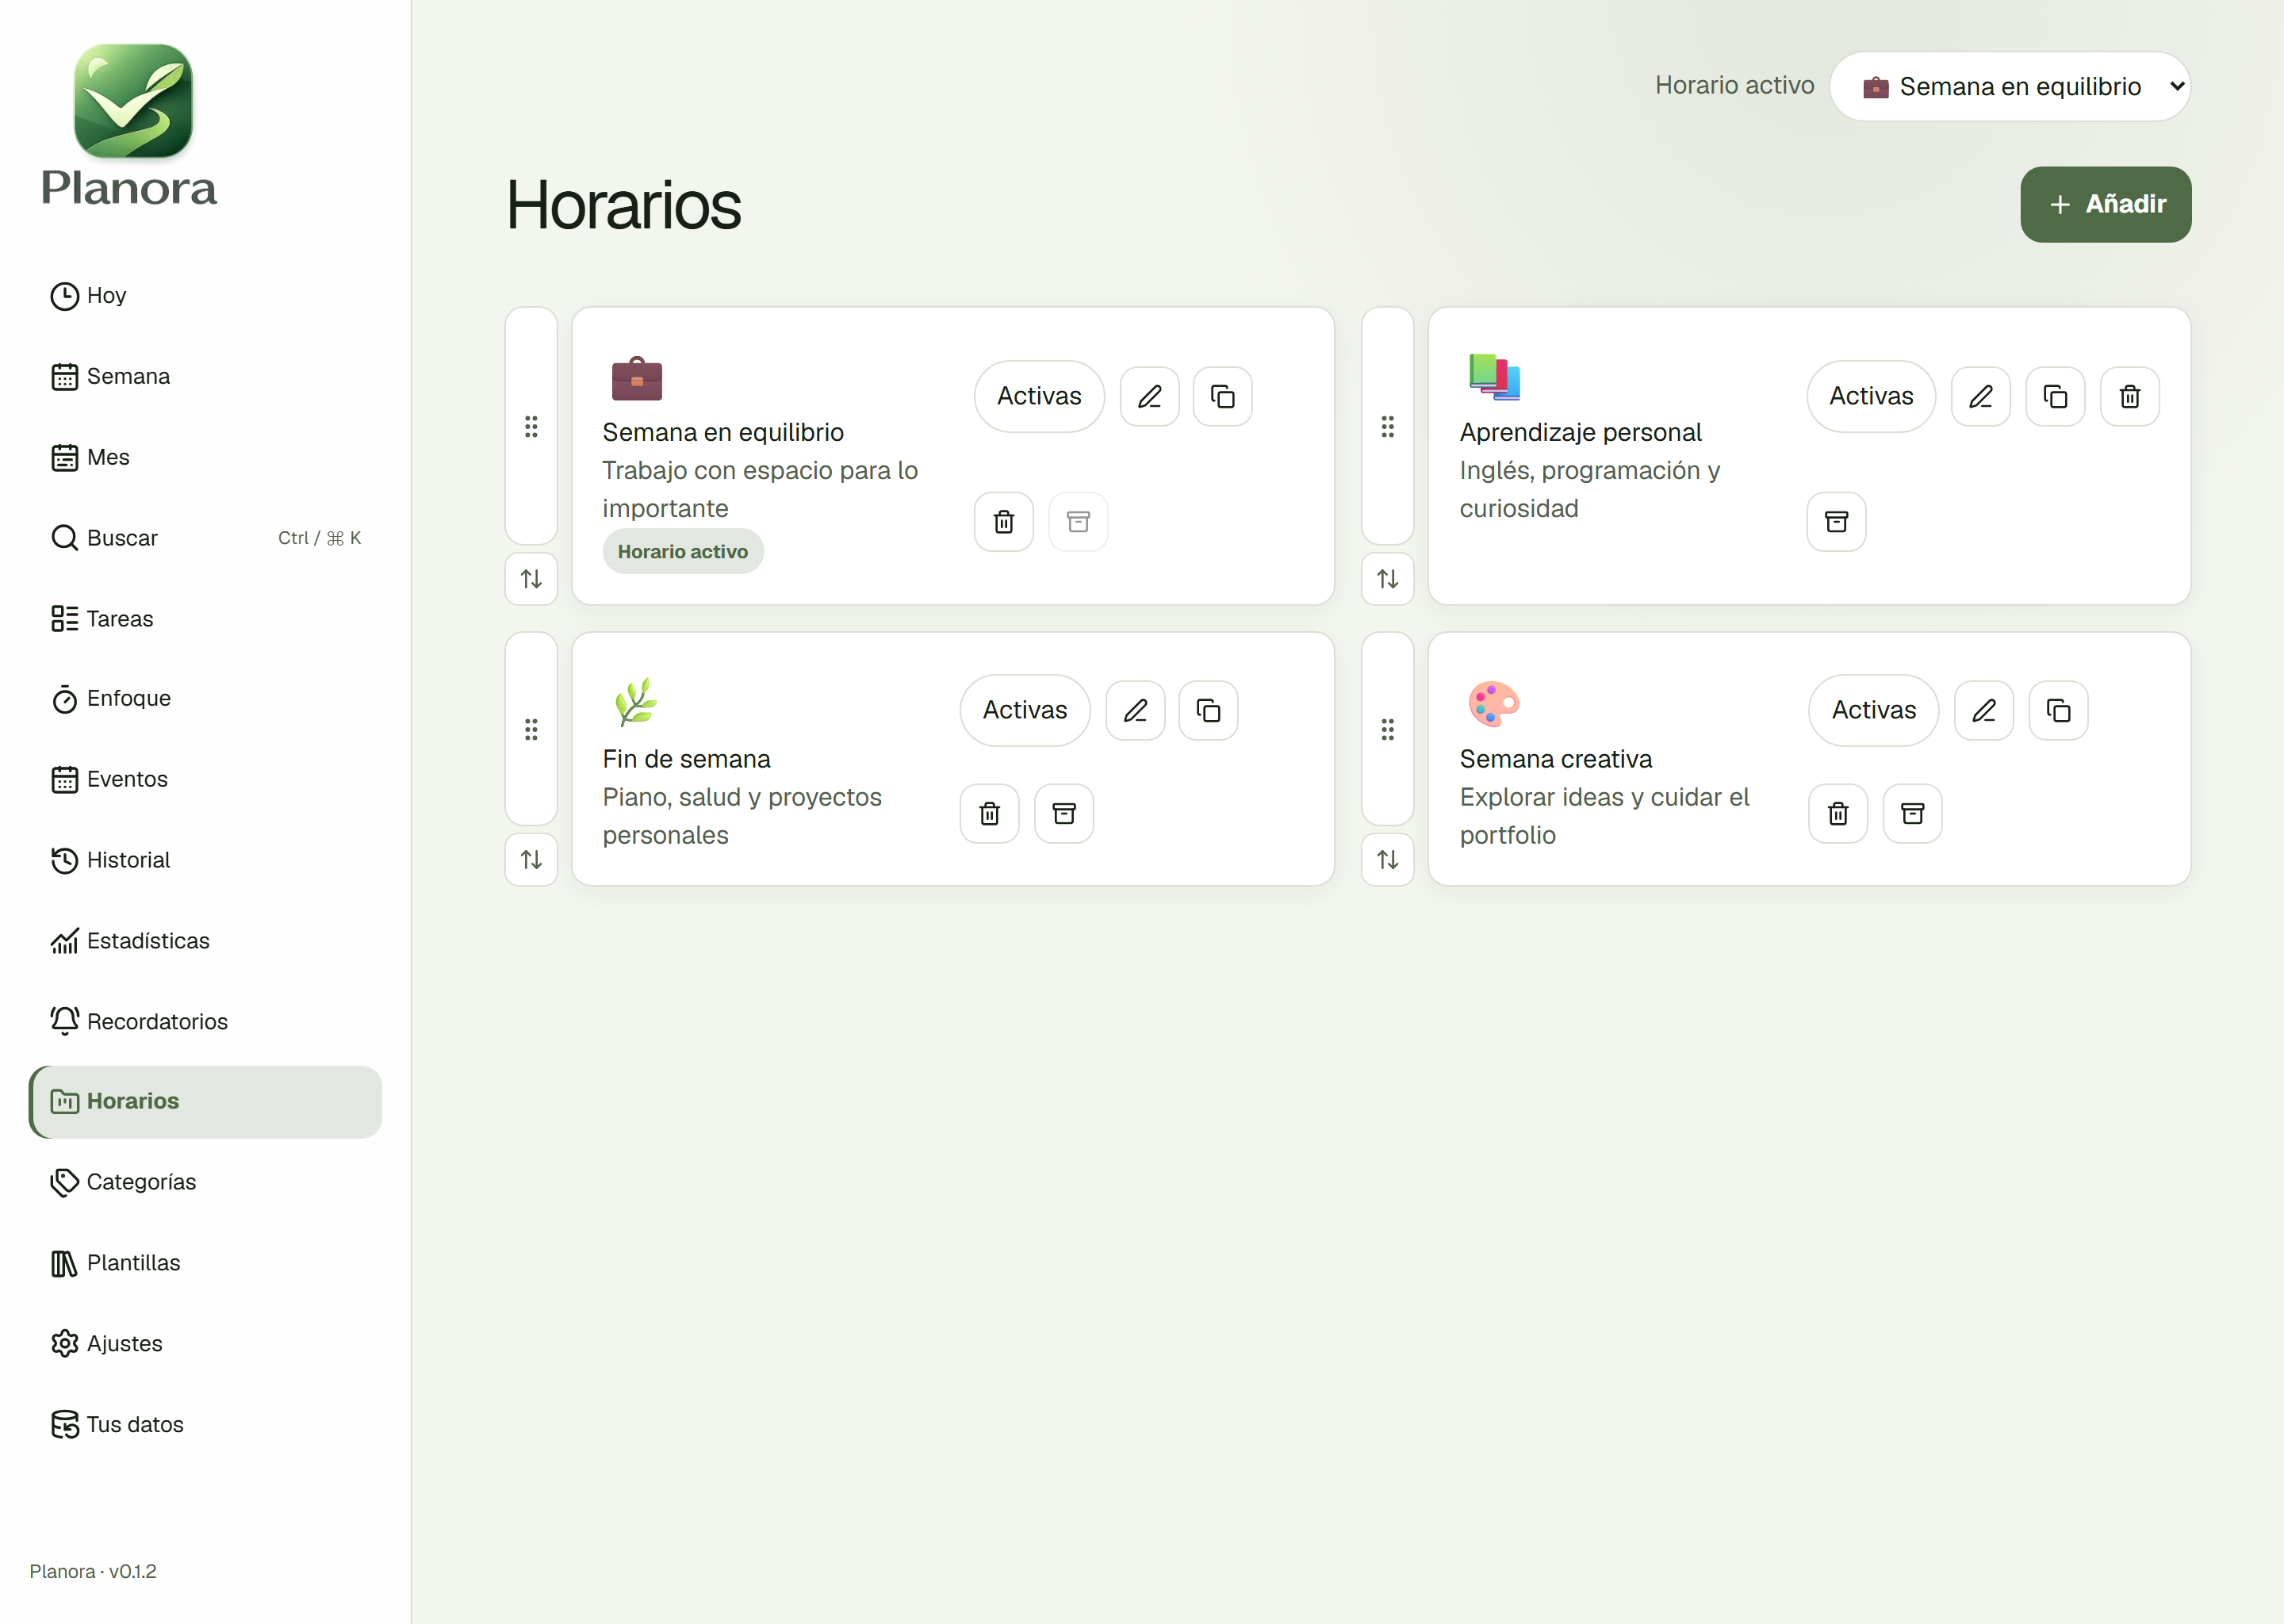 Planora
Hoy
Semana
Mes
Buscar Ctrl / ⌘ K
Tareas
Enfoque
Eventos
Historial
Estadísticas
Recordatorios
Horarios
Categorías
Plantillas
Ajustes
Tus datos
Planora · v0.1.2
Horario activo Semana en equilibrio
Horarios
Añadir
Semana en equilibrio
Trabajo con espacio para lo
importante
Horario activo
Activas
Aprendizaje personal
Inglés, programación y
curiosidad
Activas
Fin de semana
Piano, salud y proyectos
personales
Activas
Semana creativa
Explorar ideas y cuidar el
portfolio
Activas